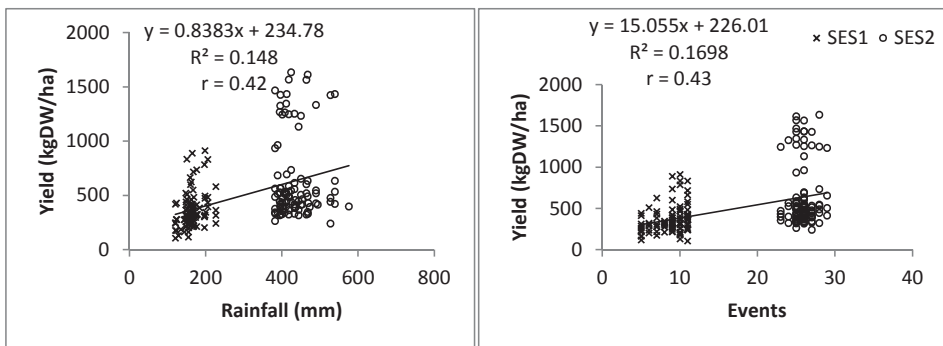 y = 0.8383x + 234.78
R² = 0.148
r = 0.42
2000
1500
1000
500
0
Yield (kgDW/ha)
0 200 400 600 800
Rainfall (mm)
y = 15.055x + 226.01
R² = 0.1698
r = 0.43
SES1 SES2
2000
1500
1000
500
0
Yield (kgDW/ha)
0 10 20 30 40
Events